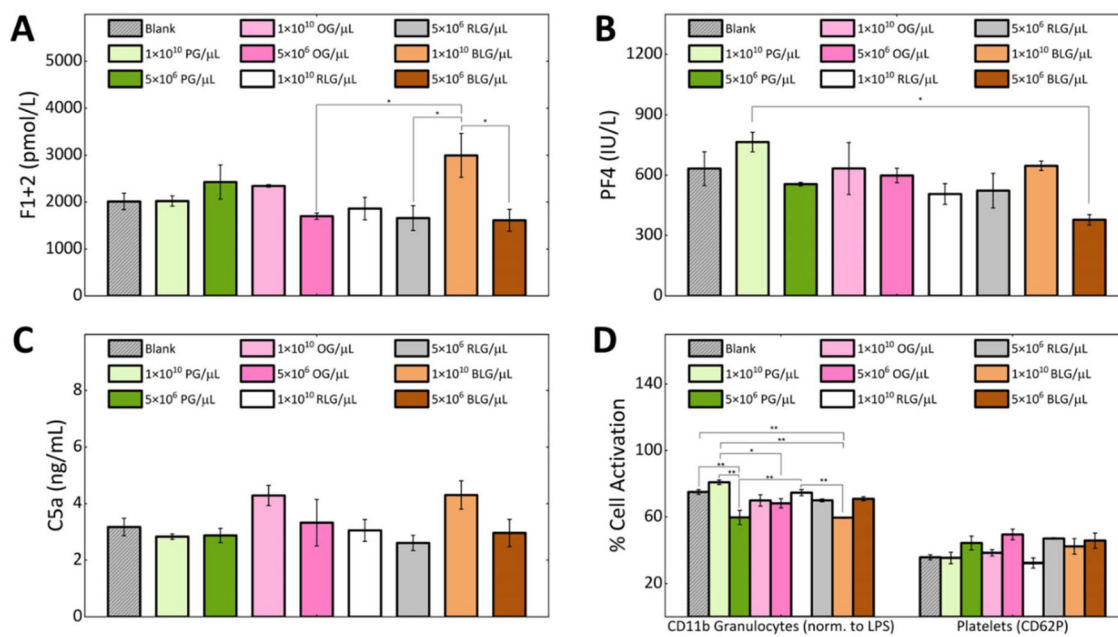 A
F1+2 (pmol/L)
5000
4000
3000
2000
1000
0
Blank
1×10¹⁰ OG/µL
5×10⁶ RLG/µL
1×10¹⁰ PG/µL
5×10⁶ OG/µL
1×10¹⁰ BLG/µL
5×10⁶ PG/µL
1×10¹⁰ RLG/µL
5×10⁶ BLG/µL
*
*
*
B
PF4 (IU/L)
1200
900
600
300
0
Blank
1×10¹⁰ OG/µL
5×10⁶ RLG/µL
1×10¹⁰ PG/µL
5×10⁶ OG/µL
1×10¹⁰ BLG/µL
5×10⁶ PG/µL
1×10¹⁰ RLG/µL
5×10⁶ BLG/µL
*
C
C5a (ng/mL)
8
6
4
2
0
Blank
1×10¹⁰ OG/µL
5×10⁶ RLG/µL
1×10¹⁰ PG/µL
5×10⁶ OG/µL
1×10¹⁰ BLG/µL
5×10⁶ PG/µL
1×10¹⁰ RLG/µL
5×10⁶ BLG/µL
D
% Cell Activation
140
100
60
20
Blank
1×10¹⁰ OG/µL
5×10⁶ RLG/µL
1×10¹⁰ PG/µL
5×10⁶ OG/µL
1×10¹⁰ BLG/µL
5×10⁶ PG/µL
1×10¹⁰ RLG/µL
5×10⁶ BLG/µL
**
**
*
**
**
**
**
CD11b Granulocytes (norm. to LPS)
Platelets (CD62P)